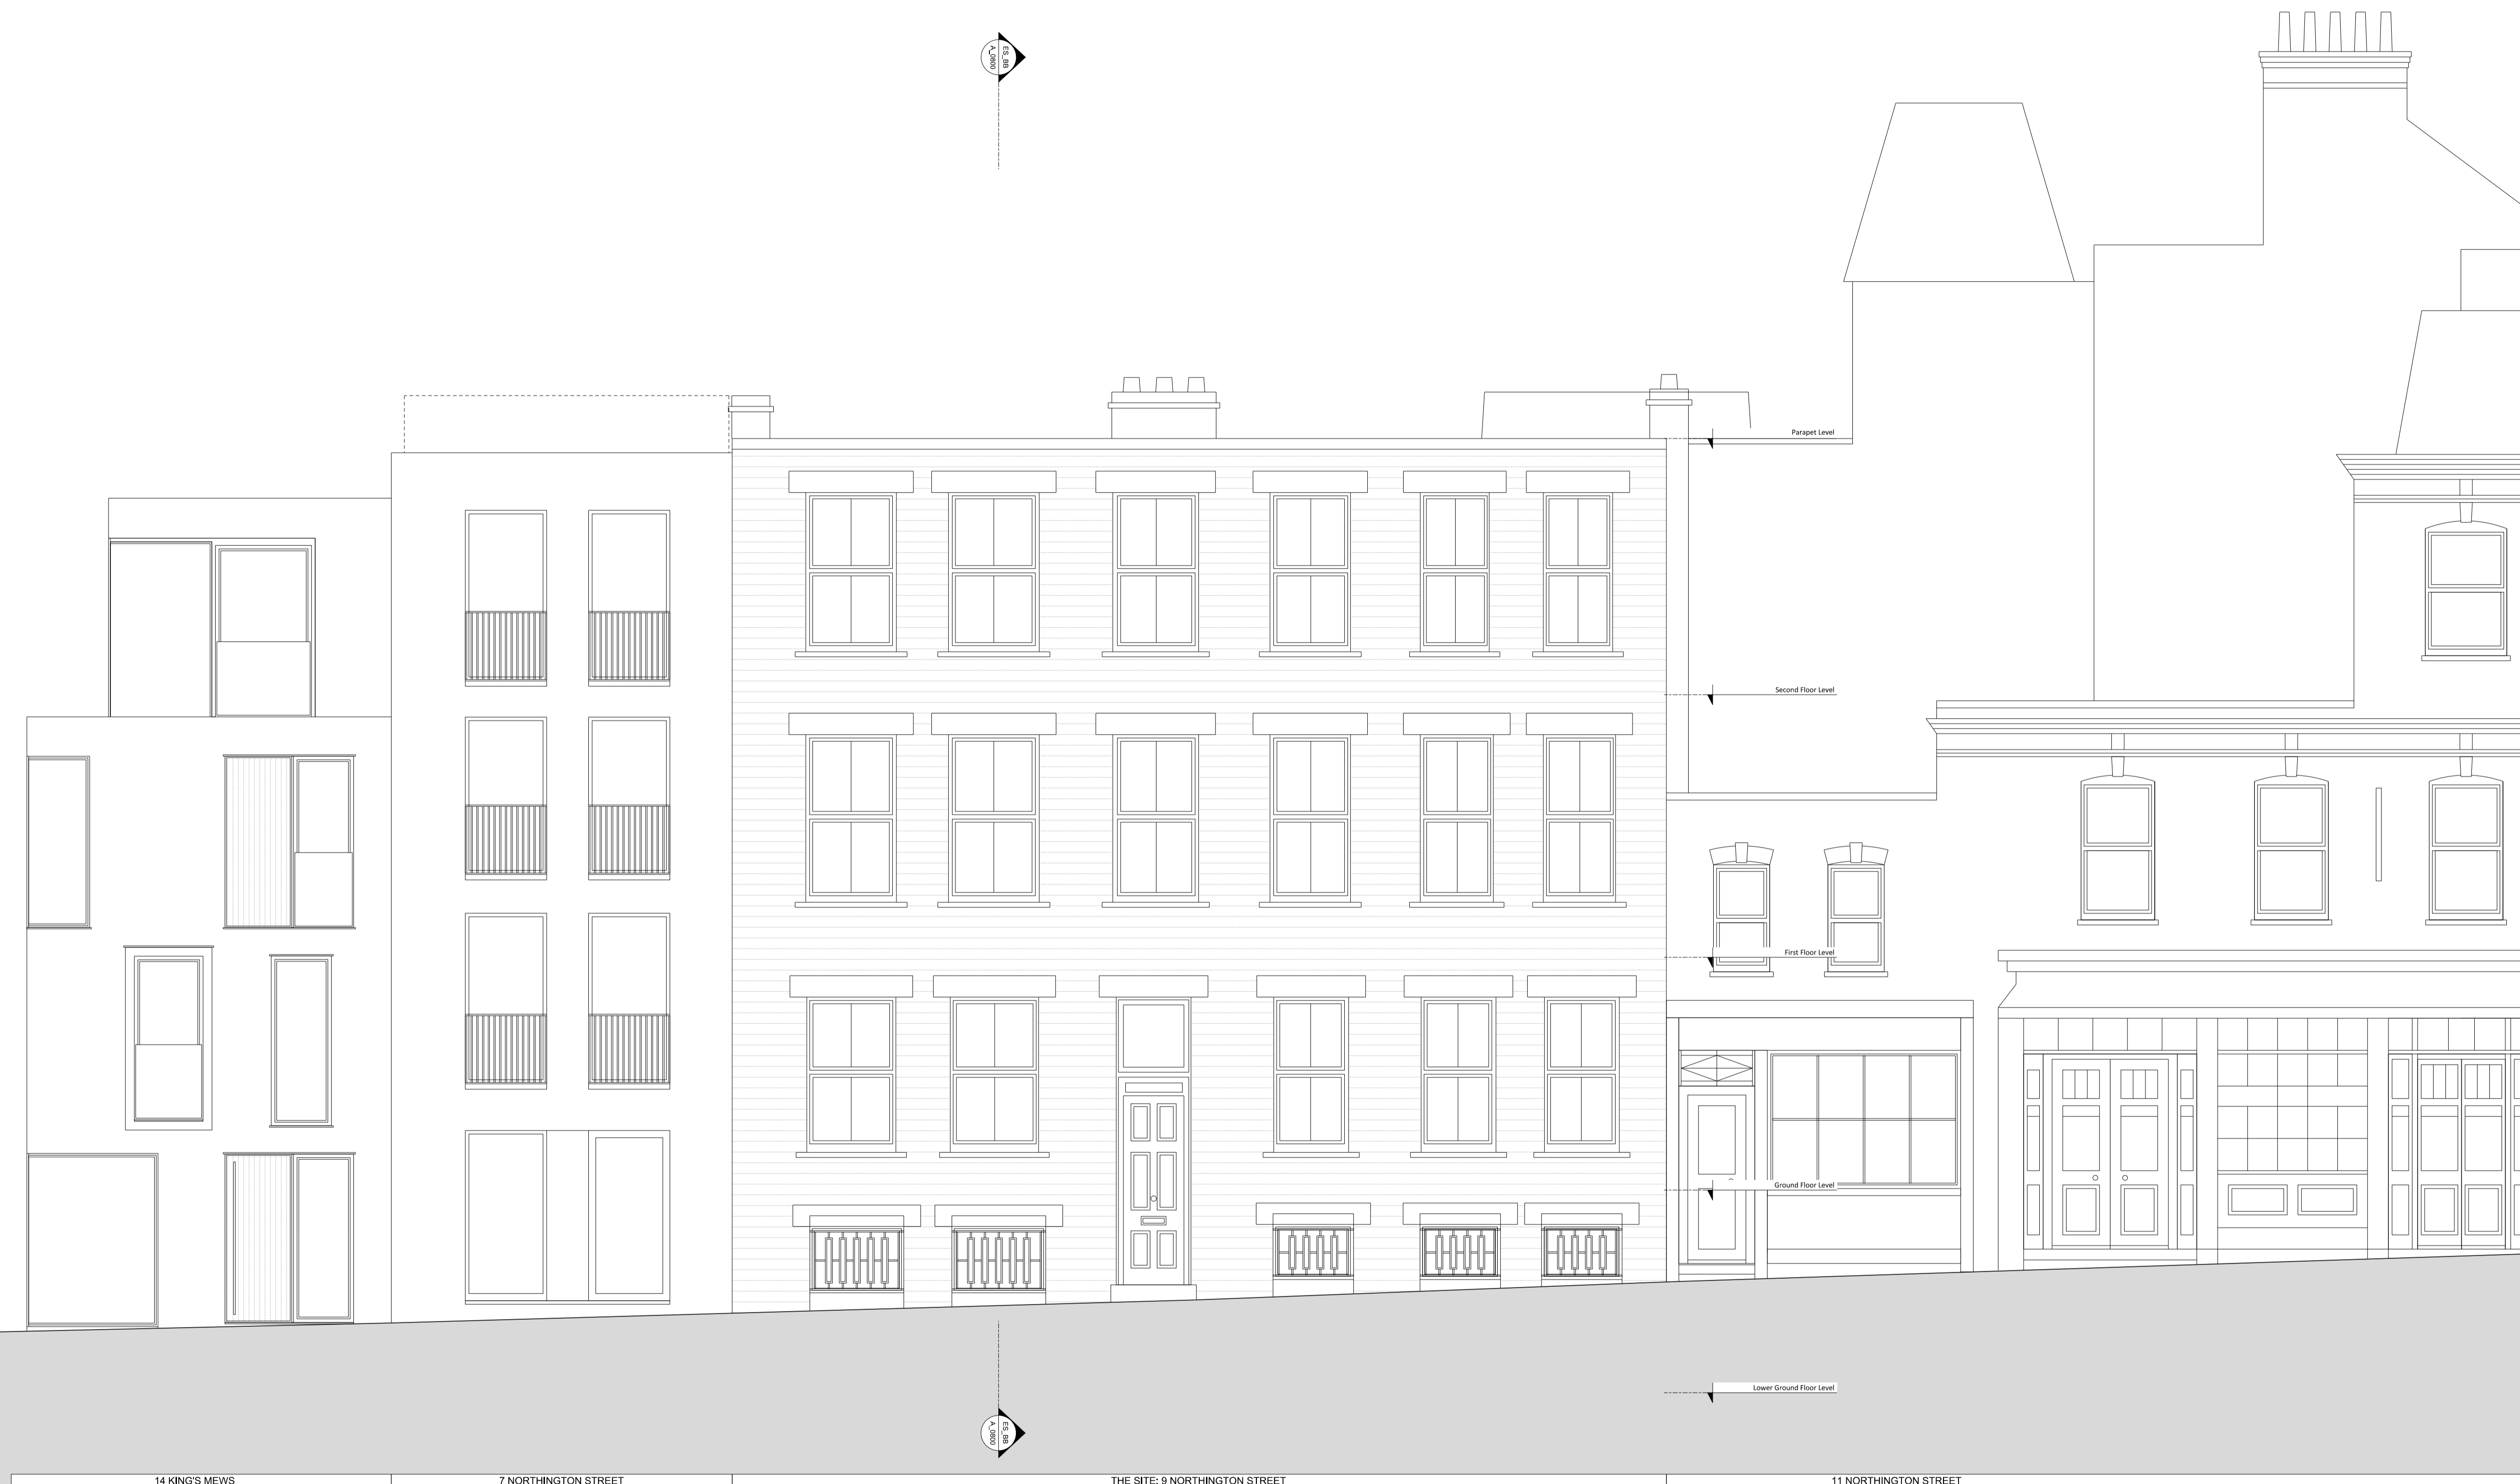 ES_BB
A_0800
Parapet Level
Second Floor Level
First Floor Level
Ground Floor Level
Lower Ground Floor Level
ES_BB
A_0800
14 KING'S MEWS
7 NORTHINGTON STREET
THE SITE: 9 NORTHINGTON STREET
11 NORTHINGTON STREET